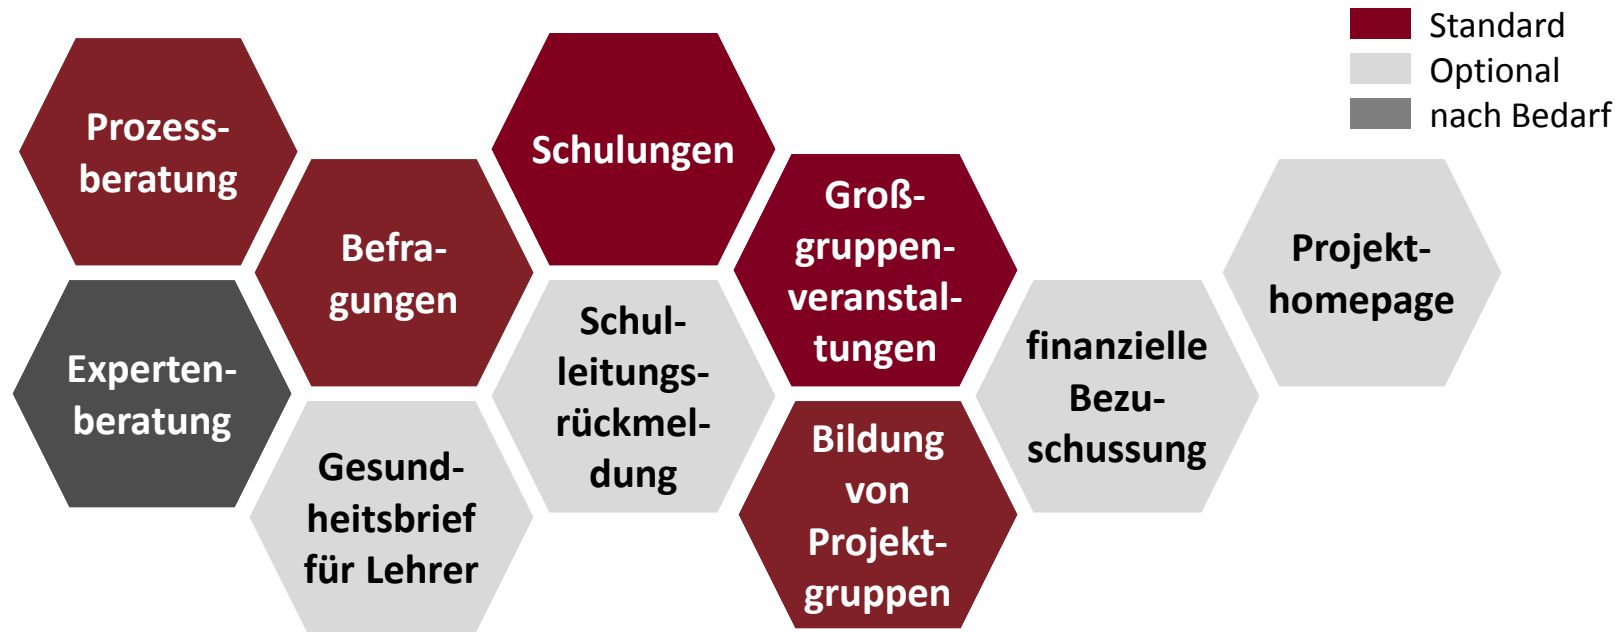 Standard
Optional
nach Bedarf
Prozess-
beratung
Schulungen
Befra-
gungen
Groß-
gruppen-
veranstal-
tungen
Projekt-
homepage
Experten-
beratung
Schul-
leitungs-
rückmel-
dung
finanzielle
Bezu-
schussung
Gesund-
heitsbrief
für Lehrer
Bildung
von
Projekt-
gruppen